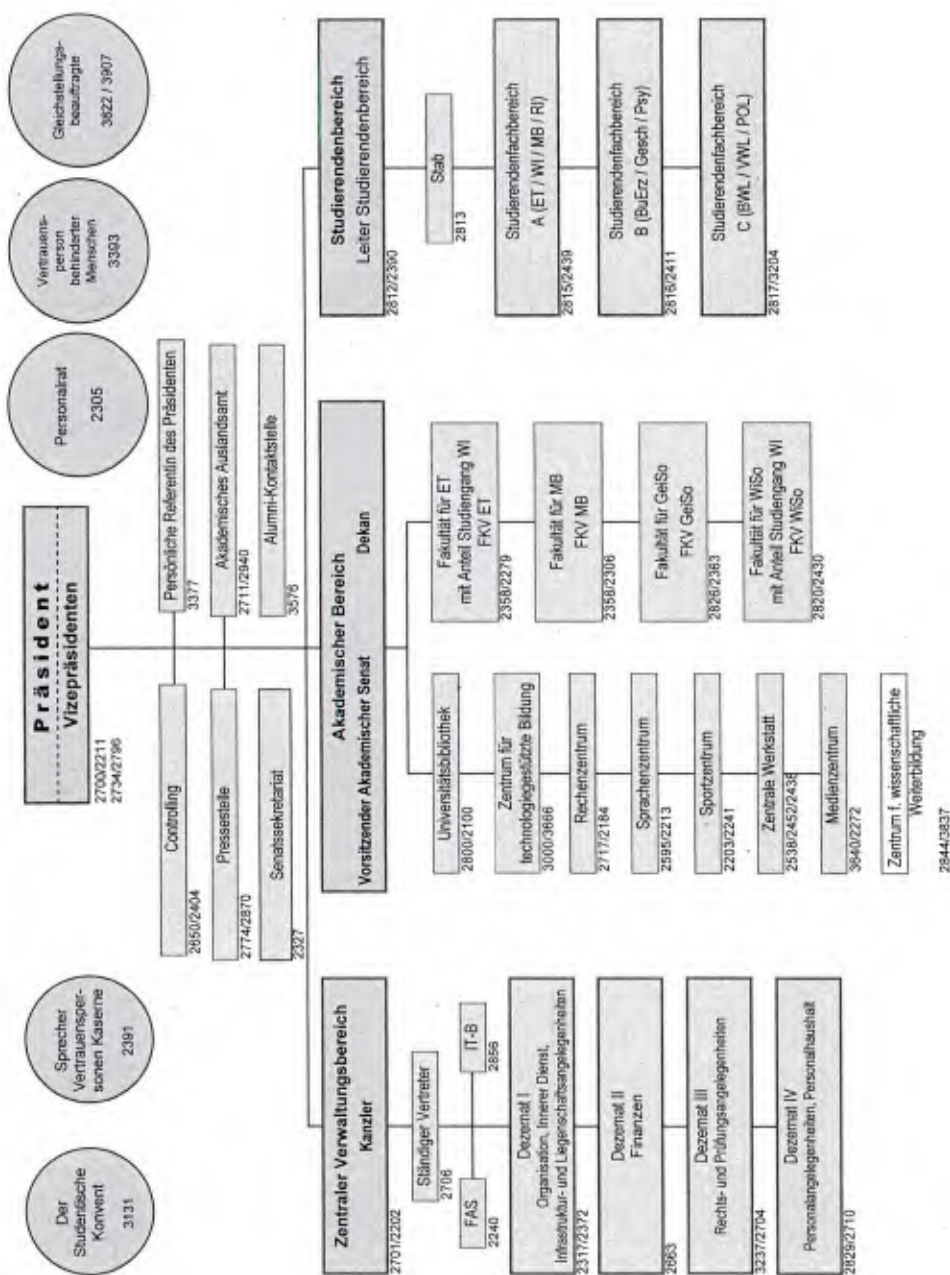 Der
Studentische
Konvent
3131
Sprecher
Vertrauensper-
sonen Kaserne
2391
Präsident
Vizepräsidenten
2700/2211
2734/2796
Personalrat
2305
Vertrauens-
person
behinderter
Menschen
3393
Gleichstellungs-
beauftragte
3822 / 3907
Controlling
2650/2404
Persönliche Referentin des Präsidenten
3377
Pressestelle
2774/2870
Akademisches Auslandsamt
2711/2940
Senatssekretariat
2327
Alumni-Kontaktstelle
3576
Zentraler Verwaltungsbereich
Kanzler
2701/2202
Ständiger Vertreter
2706
FAS
2240
IT-B
2856
Dezernat I
Organisation, Innerer Dienst,
Infrastruktur- und Liegenschaftsangelegenheiten
2317/2372
Dezernat II
Finanzen
2663
Dezernat III
Rechts- und Prüfungsangelegenheiten
3237/2704
Dezernat IV
Personalangelegenheiten, Personalhaushalt
2829/2710
Akademischer Bereich
Vorsitzender Akademischer Senat Dekan
Universitätsbibliothek
2800/2100
Zentrum für
technologiegestützte Bildung
3000/3666
Rechenzentrum
2717/2184
Sprachenzentrum
2595/2213
Sportzentrum
2203/2241
Zentrale Werkstatt
2538/2452/2438
Medienzentrum
3640/2272
Zentrum f. wissenschaftliche
Weiterbildung
2844/3837
Fakultät für ET
mit Anteil Studiengang WI
FKV ET
2358/2279
Fakultät für MB
FKV MB
2358/2306
Fakultät für GeiSo
FKV GeiSo
2826/2363
Fakultät für WiSo
mit Anteil Studiengang WI
FKV WiSo
2820/2430
Studierendenbereich
Leiter Studierendenbereich
2812/2390
Stab
2813
Studierendenfachbereich
A (ET / WI / MB / RI)
2815/2439
Studierendenfachbereich
B (BuErz / Gesch / Psy)
2816/2411
Studierendenfachbereich
C (BWL / VWL / POL)
2817/3204